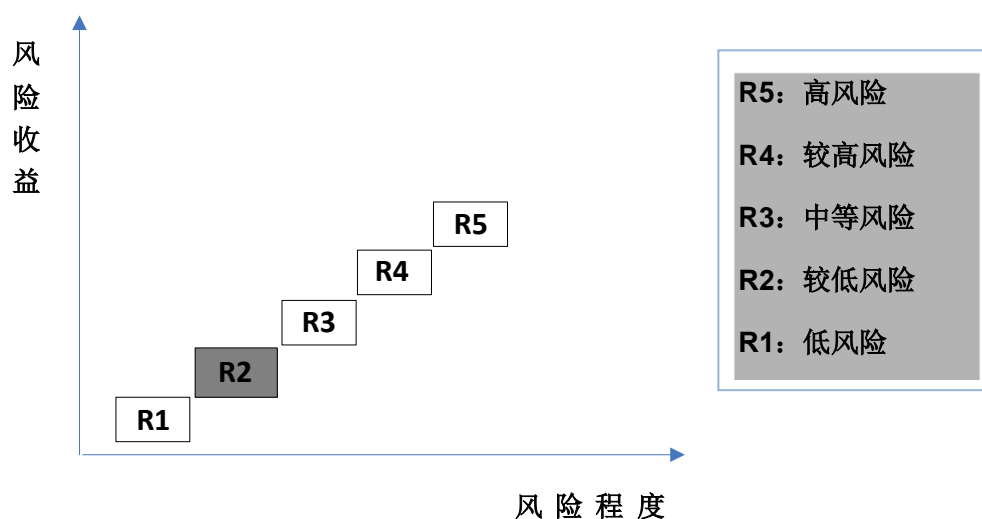 风
险
收
益
R5：高风险
R4：较高风险
R3：中等风险
R2：较低风险
R1：低风险
R5
R4
R3
R2
R1
风 险 程 度